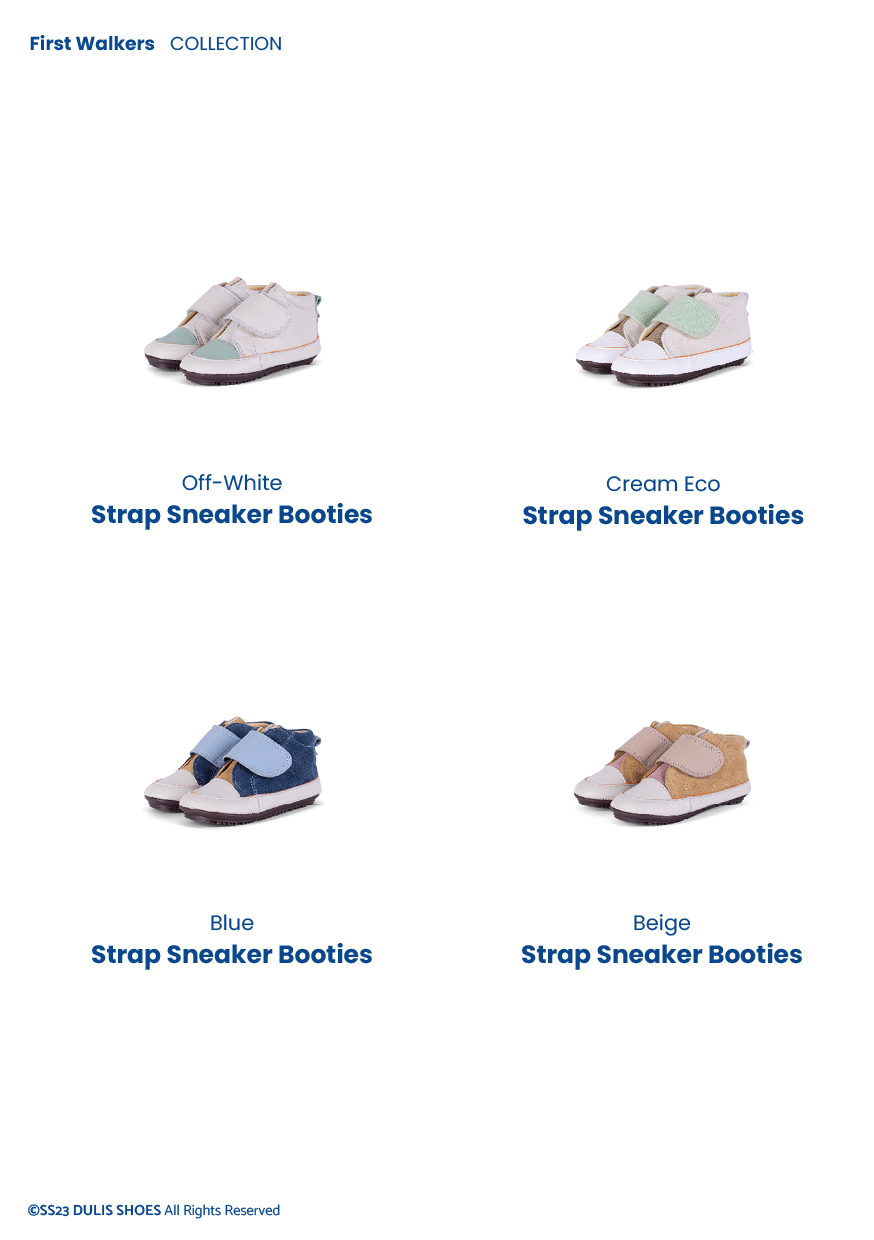 First Walkers COLLECTION
Off-White
Strap Sneaker Booties
Cream Eco
Strap Sneaker Booties
Blue
Strap Sneaker Booties
Beige
Strap Sneaker Booties
©SS23 DULIS SHOES All Rights Reserved